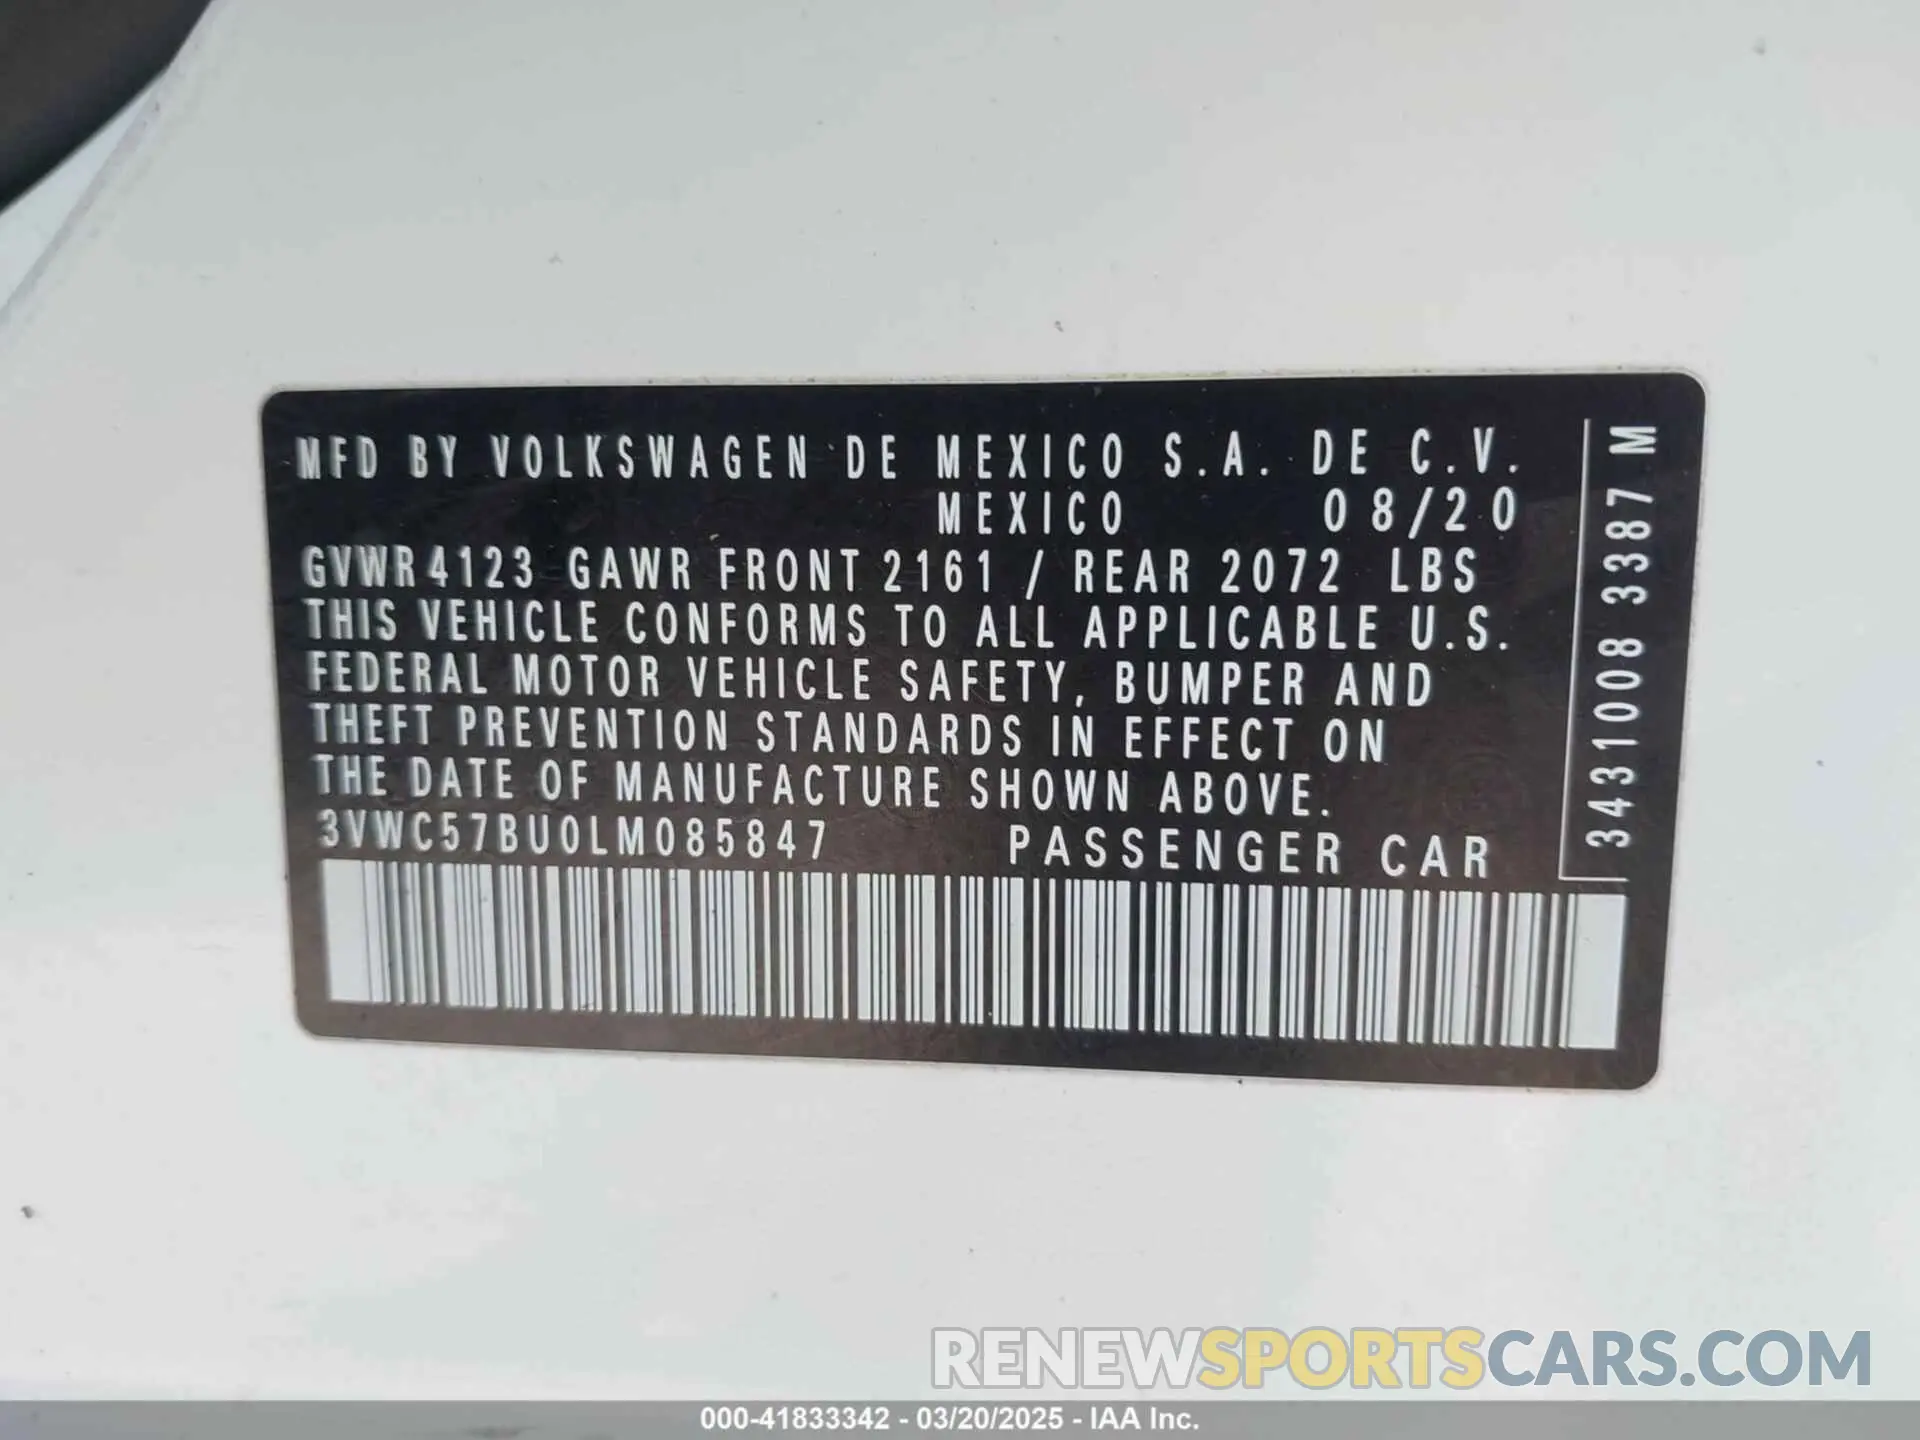 MFD BY VOLKSWAGEN DE MEXICO S.A. DE C.V.
MEXICO 08/20
GVWR 4123 GAWR FRONT 2161 / REAR 2072 LBS
THIS VEHICLE CONFORMS TO ALL APPLICABLE U.S.
FEDERAL MOTOR VEHICLE SAFETY, BUMPER AND
THEFT PREVENTION STANDARDS IN EFFECT ON
THE DATE OF MANUFACTURE SHOWN ABOVE.
3VWC57BU0LM085847 PASSENGER CAR
3431008 3387 M
RENEWSPORTSCARS.COM
000-41833342 - 03/20/2025 - IAA Inc.